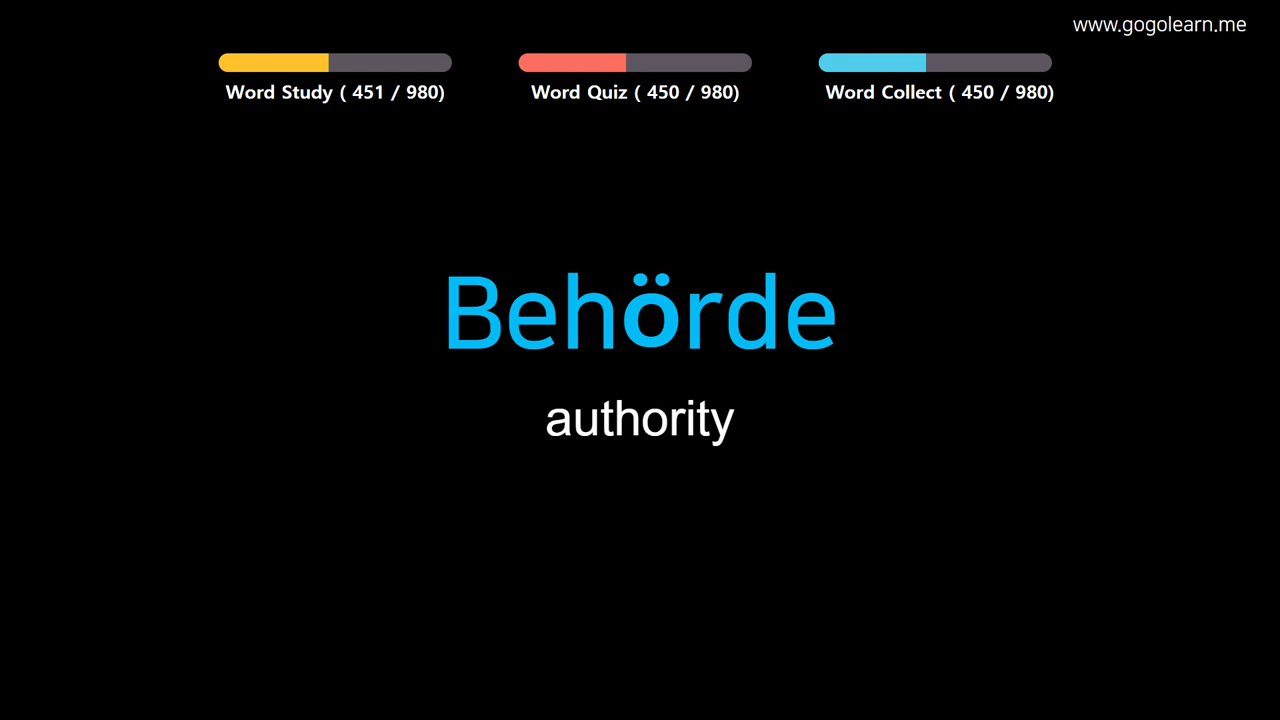 www.gogolearn.me
Word Study ( 451 / 980)
Word Quiz ( 450 / 980)
Word Collect ( 450 / 980)
Behörde
authority